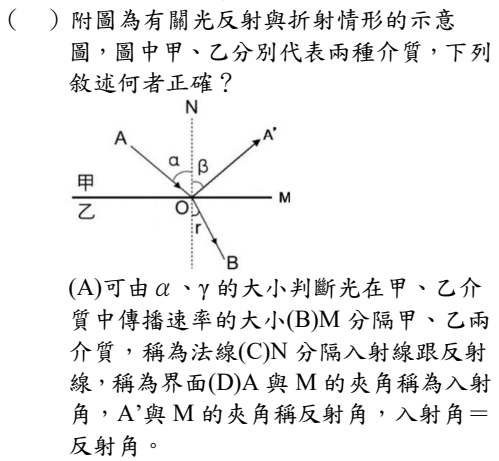 (　)附圖為有關光反射與折射情形的示意
圖，圖中甲、乙分別代表兩種介質，下列
敘述何者正確？
N
A
A'
α
β
甲
M
乙
O
r
B
(A)可由α、γ的大小判斷光在甲、乙介
質中傳播速率的大小(B)M 分隔甲、乙兩
介質，稱為法線(C)N 分隔入射線跟反射
線，稱為界面(D)A 與 M 的夾角稱為入射
角，A’與 M 的夾角稱反射角，入射角＝
反射角。